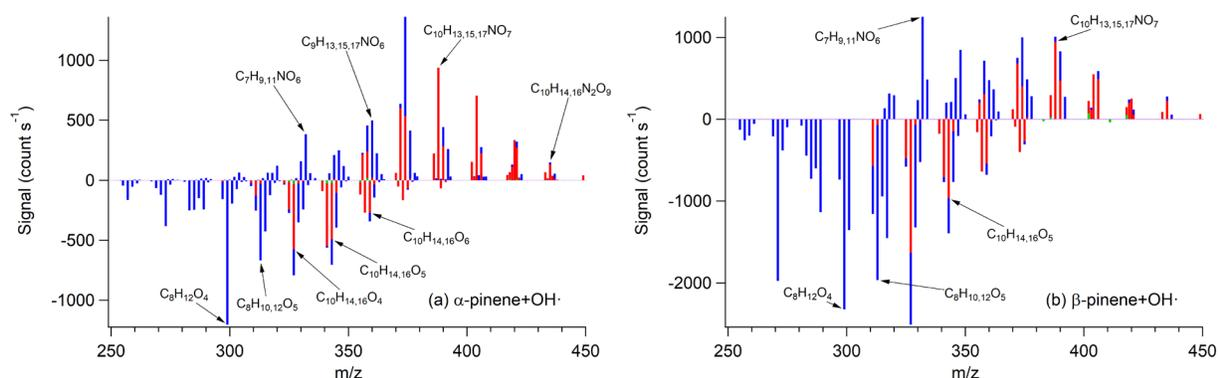 C₇H₉,₁₁NO₆
C₉H₁₃,₁₅,₁₇NO₆
C₁₀H₁₃,₁₅,₁₇NO₇
C₁₀H₁₄,₁₆N₂O₉
C₁₀H₁₄,₁₆O₆
C₁₀H₁₄,₁₆O₅
C₁₀H₁₄,₁₆O₄
C₈H₁₀,₁₂O₅
C₈H₁₂O₄
(a) α-pinene+OH·
Signal (count s⁻¹)
1000
500
0
-500
-1000
250
300
350
400
450
m/z
C₇H₉,₁₁NO₆
C₁₀H₁₃,₁₅,₁₇NO₇
C₁₀H₁₄,₁₆O₅
C₈H₁₂O₄
C₈H₁₀,₁₂O₅
(b) β-pinene+OH·
Signal (count s⁻¹)
1000
0
-1000
-2000
250
300
350
400
450
m/z